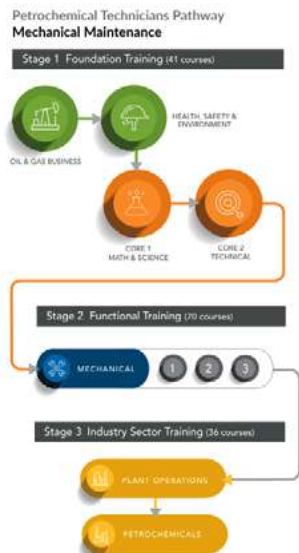 Petrochemical Technicians Pathway
Mechanical Maintenance
Stage 1 Foundation Training (41 courses)
OIL & GAS BUSINESS
HEALTH, SAFETY &
ENVIRONMENT
CORE 1
MATH & SCIENCE
CORE 2
TECHNICAL
Stage 2 Functional Training (70 courses)
MECHANICAL 1 2 3
Stage 3 Industry Sector Training (36 courses)
PLANT OPERATIONS
PETROCHEMICALS